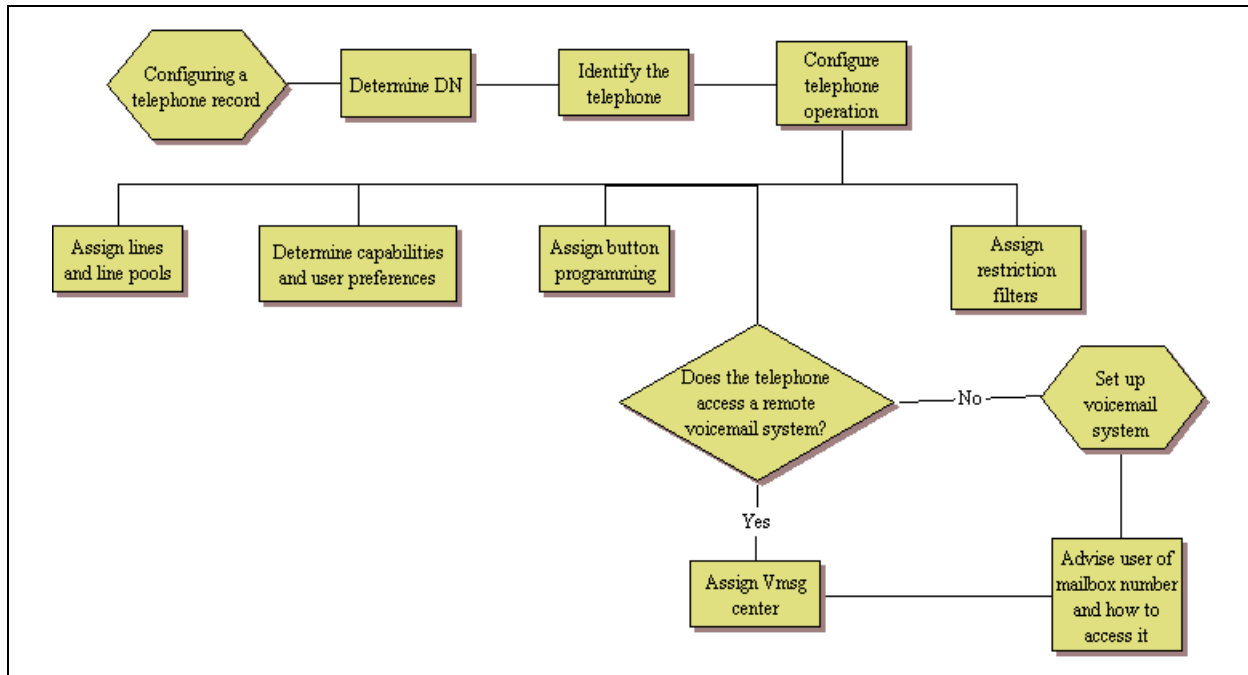 Configuring a
telephone record
Determine DN
Identify the
telephone
Configure
telephone
operation
Assign lines
and line pools
Determine capabilities
and user preferences
Assign button
programming
Assign
restriction
filters
Does the telephone
access a remote
voicemail system?
No
Set up
voicemail
system
Yes
Assign Vmsg
center
Advise user of
mailbox number
and how to
access it